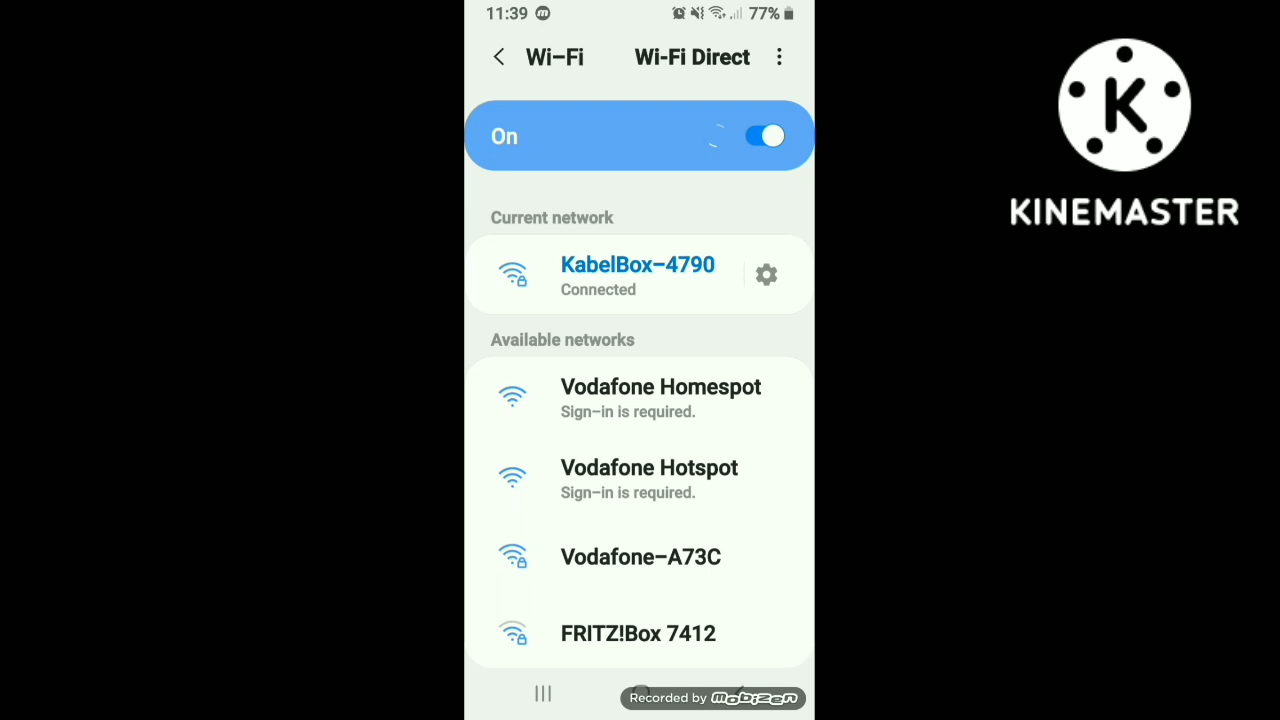 11:39
77%
Wi-Fi
Wi-Fi Direct
On
Current network
KabelBox-4790
Connected
Available networks
Vodafone Homespot
Sign-in is required.
Vodafone Hotspot
Sign-in is required.
Vodafone-A73C
FRITZ!Box 7412
Recorded by mobizen
K
KINEMASTER